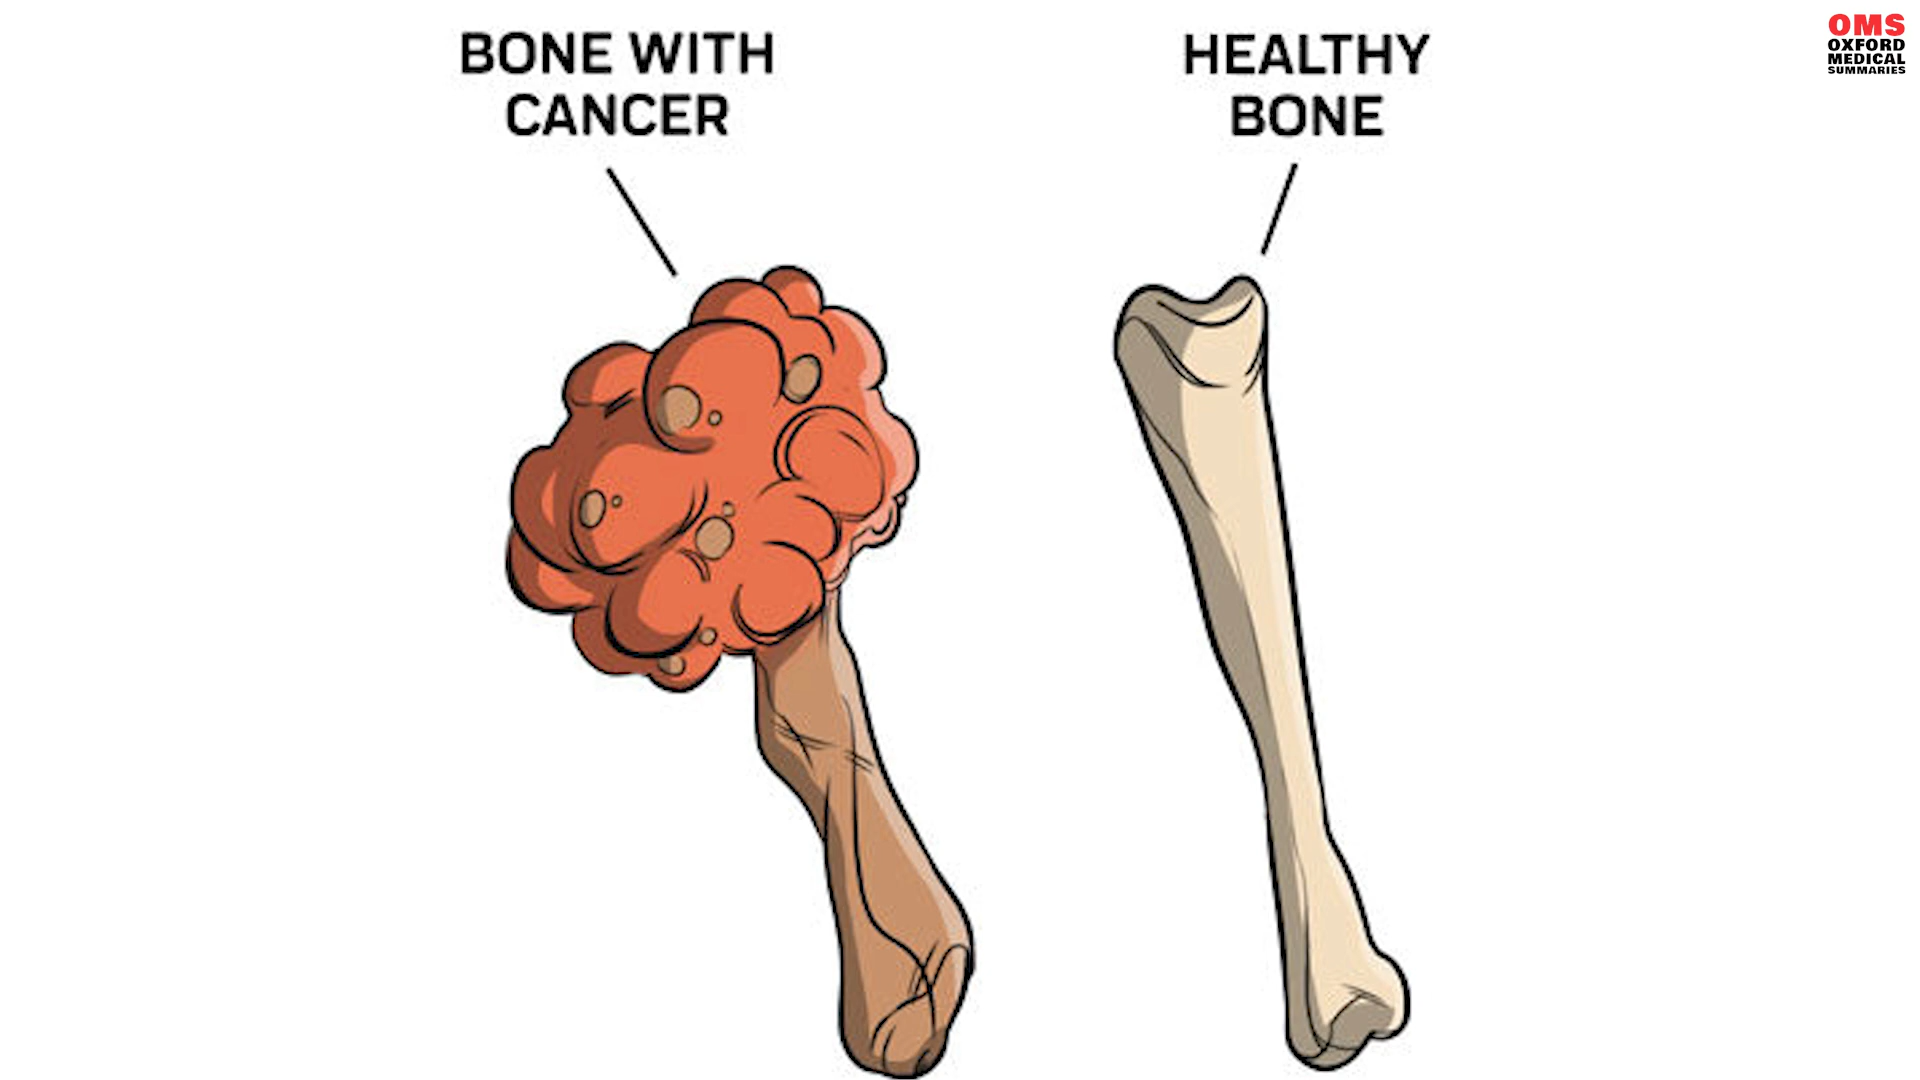 BONE WITH
CANCER
HEALTHY
BONE
OMS
OXFORD
MEDICAL
SUMMARIES